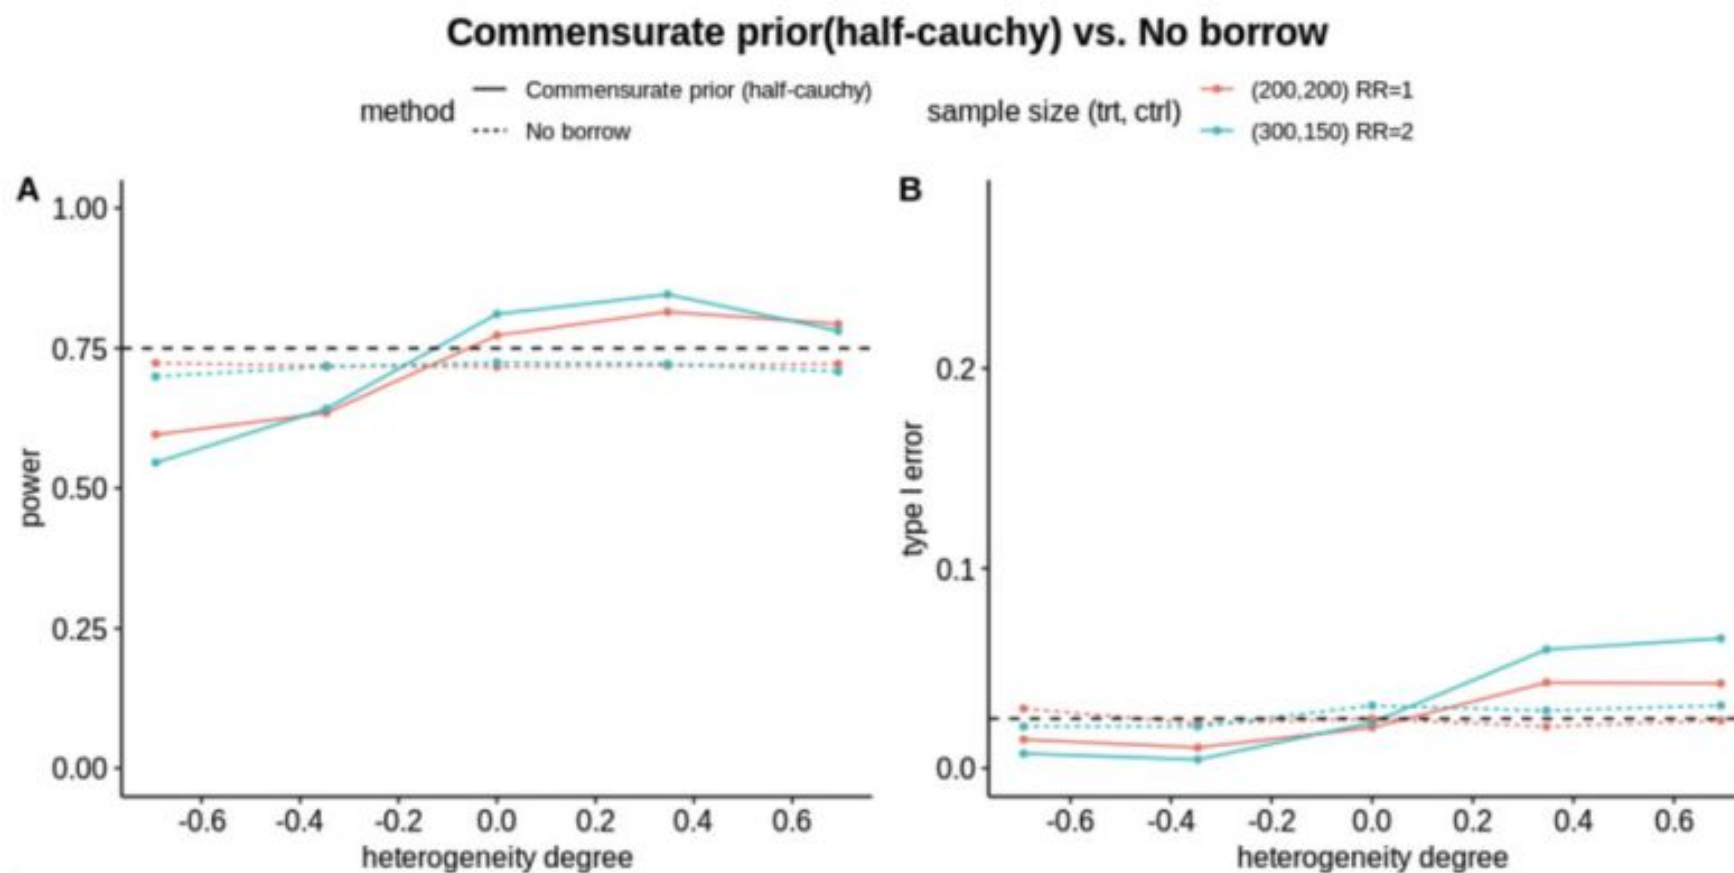 Commensurate prior(half-cauchy) vs. No borrow
method
Commensurate prior (half-cauchy)
No borrow
sample size (trt, ctrl)
(200,200) RR=1
(300,150) RR=2
A
1.00
0.75
0.50
0.25
0.00
power
-0.6 -0.4 -0.2 0.0 0.2 0.4 0.6
heterogeneity degree
B
0.2
0.1
0.0
type I error
-0.6 -0.4 -0.2 0.0 0.2 0.4 0.6
heterogeneity degree